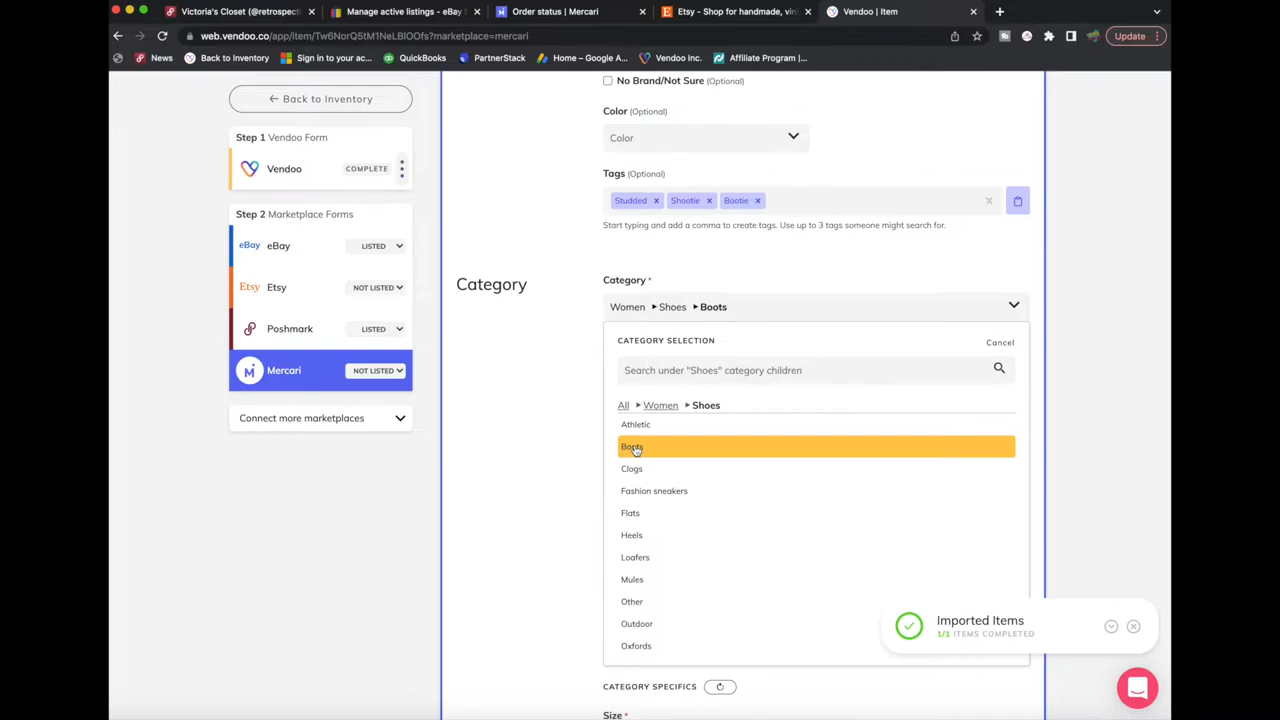 Victoria's Closet (@retrospecti
Manage active listings - eBay S
Order status | Mercari
Etsy - Shop for handmade, vint
Vendoo | Item
web.vendoo.co/app/item/Tw6NorQ5tM1NeLBlOOfs?marketplace=mercari
Update
News
Back to Inventory
Sign in to your ac...
QuickBooks
PartnerStack
Home – Google A...
Vendoo Inc.
Affiliate Program |...
← Back to Inventory
Step 1 Vendoo Form
Vendoo
COMPLETE
Step 2 Marketplace Forms
eBay
eBay
LISTED
Etsy
Etsy
NOT LISTED
Poshmark
LISTED
Mercari
NOT LISTED
Connect more marketplaces
No Brand/Not Sure (Optional)
Color (Optional)
Color
Tags (Optional)
Studded x
Shootie x
Bootie x
Start typing and add a comma to create tags. Use up to 3 tags someone might search for.
Category
Category *
Women ▸ Shoes ▸ Boots
CATEGORY SELECTION
Cancel
Search under "Shoes" category children
All ▸ Women ▸ Shoes
Athletic
Boots
Clogs
Fashion sneakers
Flats
Heels
Loafers
Mules
Other
Outdoor
Oxfords
Imported Items
1/1 ITEMS COMPLETED
CATEGORY SPECIFICS
Size *